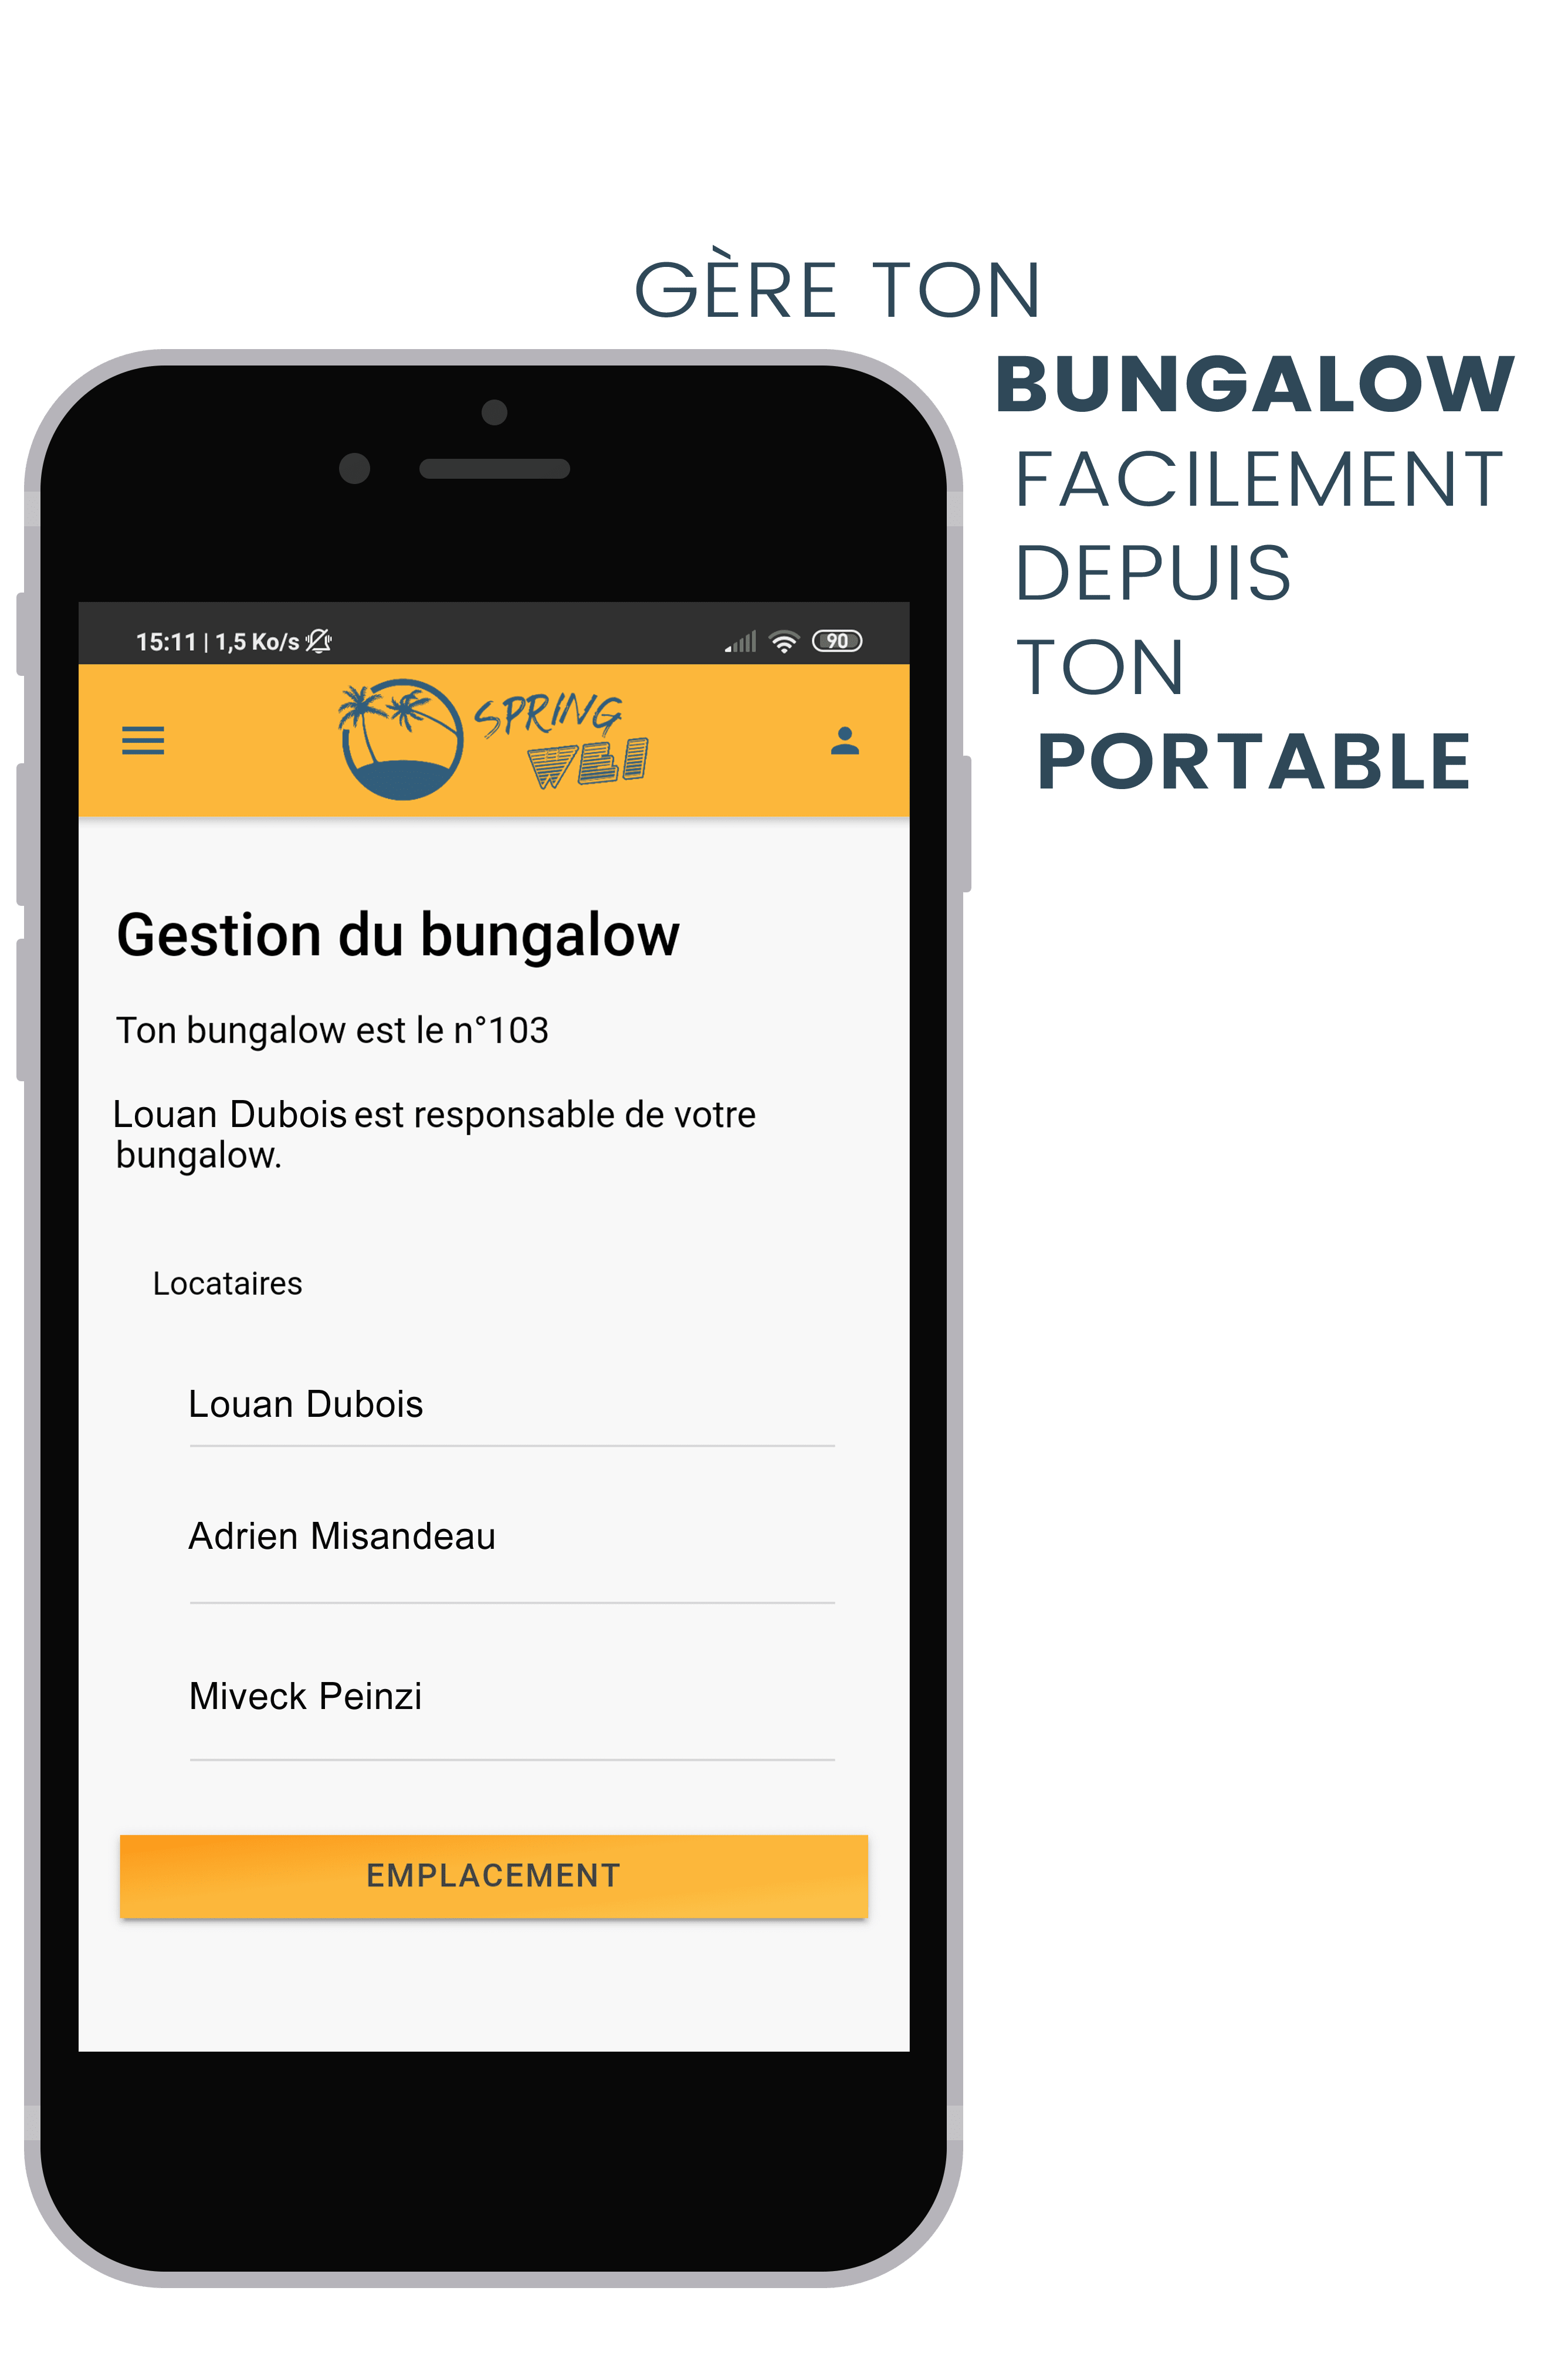 GÈRE TON
BUNGALOW
FACILEMENT
DEPUIS
TON
PORTABLE
15:11 | 1,5 Ko/s
90
SPRING
WEI
Gestion du bungalow
Ton bungalow est le n°103
Louan Dubois est responsable de votre
bungalow.
Locataires
Louan Dubois
Adrien Misandeau
Miveck Peinzi
EMPLACEMENT